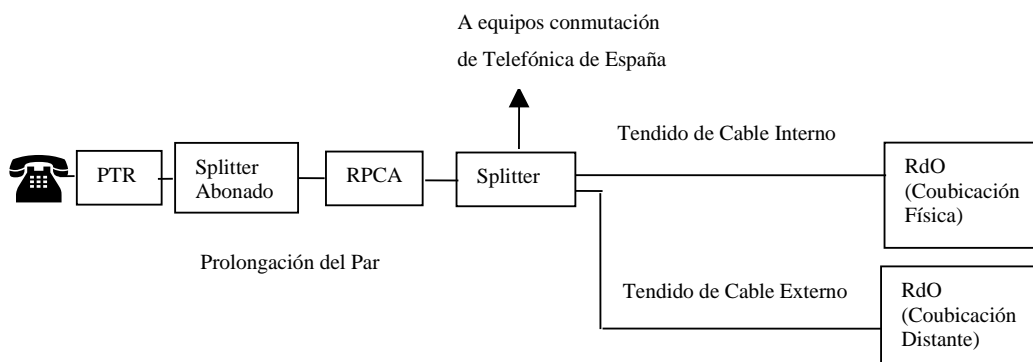 A equipos conmutación
de Telefónica de España
Tendido de Cable Interno
PTR
Splitter
Abonado
RPCA
Splitter
RdO
(Coubicación
Física)
Prolongación del Par
Tendido de Cable Externo
RdO
(Coubicación
Distante)